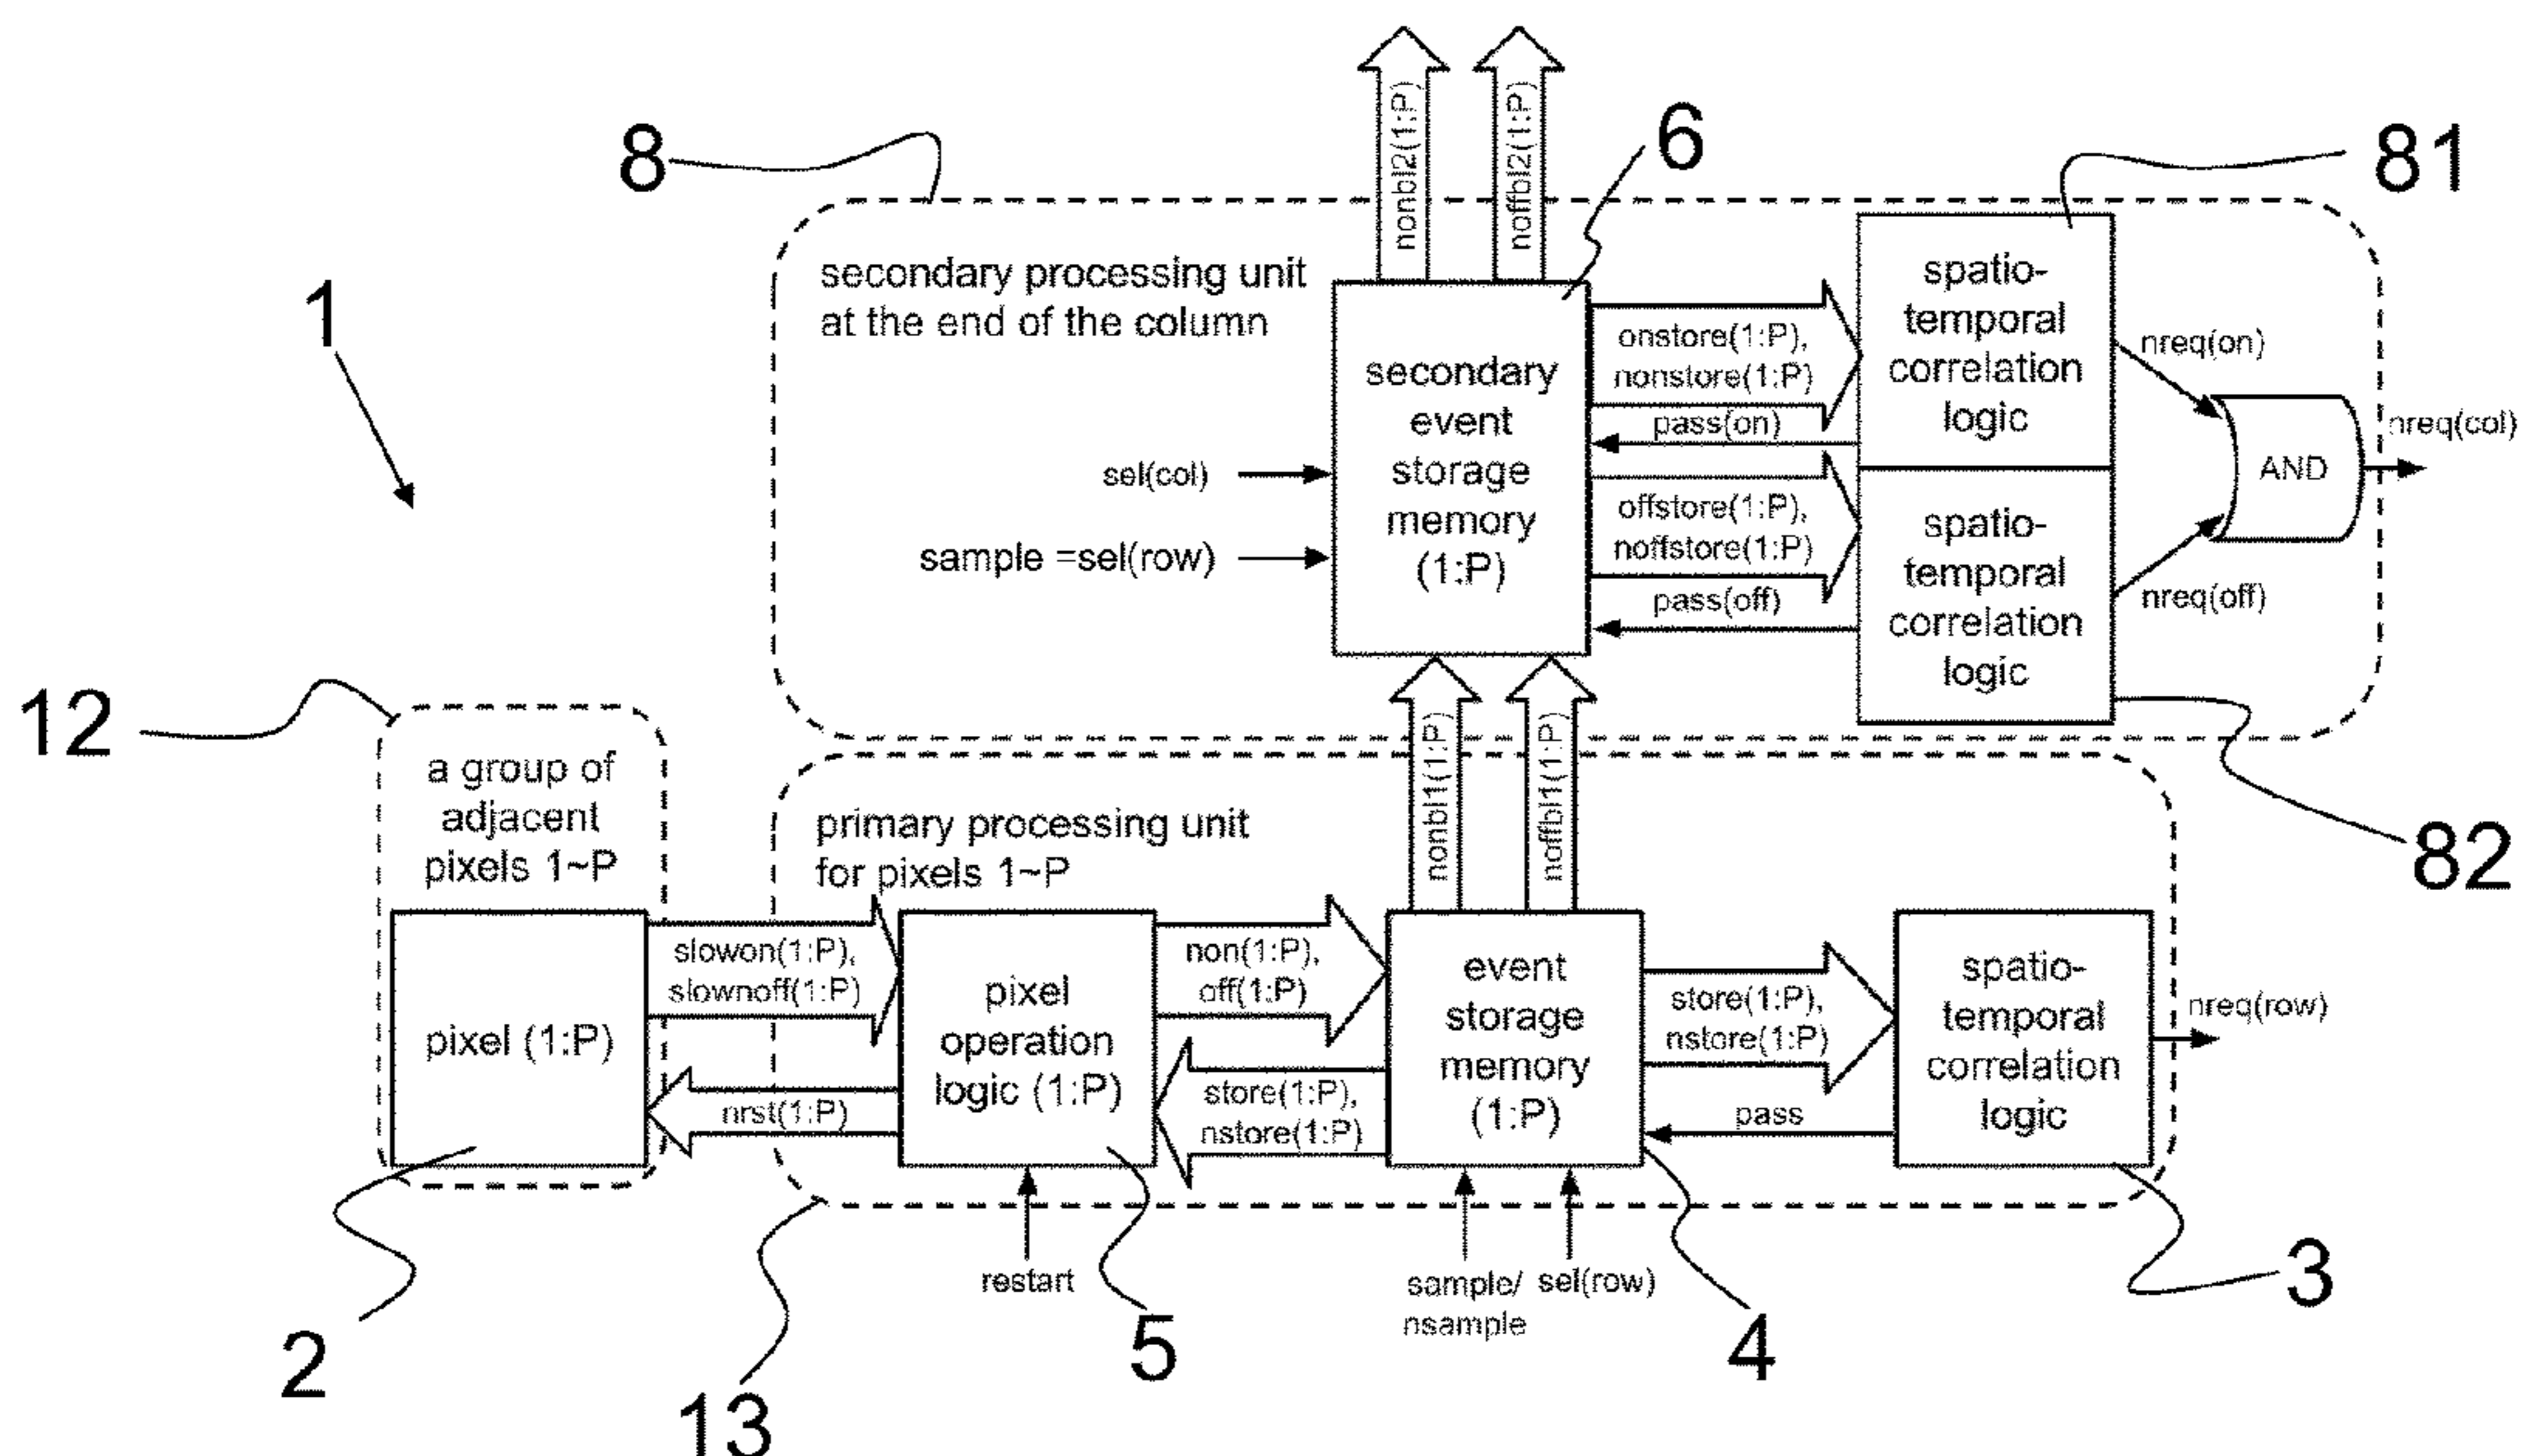 nonbl2(1:P)
noffbl2(1:P)
8
6
81
secondary processing unit
at the end of the column
1
secondary
event
storage
memory
(1:P)
onstore(1:P),
nonstore(1:P)
pass(on)
offstore(1:P),
noffstore(1:P)
pass(off)
spatio-
temporal
correlation
logic
spatio-
temporal
correlation
logic
nreq(on)
AND
nreq(col)
nreq(off)
sel(col)
sample =sel(row)
12
a group of
adjacent
pixels 1~P
primary processing unit
for pixels 1~P
nonbl1(1:P)
noffbl1(1:P)
82
pixel (1:P)
slowon(1:P),
slownoff(1:P)
nrst(1:P)
pixel
operation
logic (1:P)
non(1:P),
off(1:P)
store(1:P),
nstore(1:P)
event
storage
memory
(1:P)
store(1:P),
nstore(1:P)
pass
spatio-
temporal
correlation
logic
nreq(row)
restart
sample/
nsample
sel(row)
2
13
5
4
3